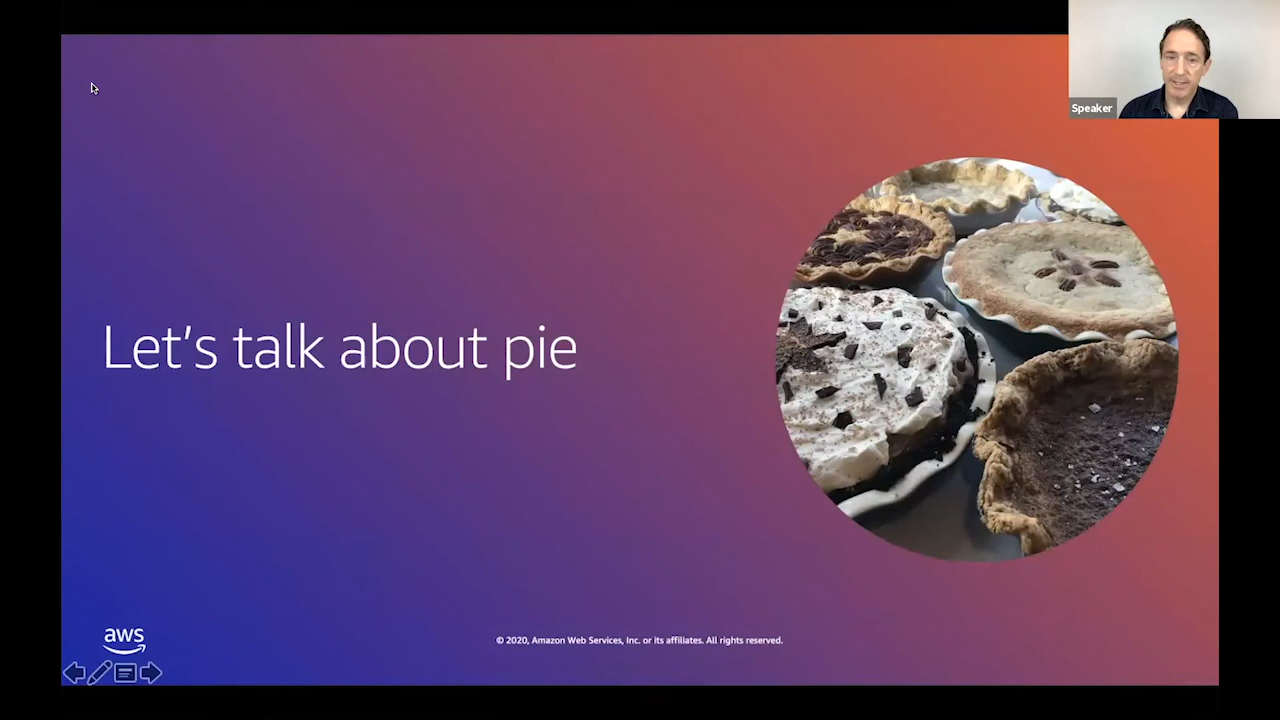 Speaker
Let's talk about pie
aws
© 2020, Amazon Web Services, Inc. or its affiliates. All rights reserved.